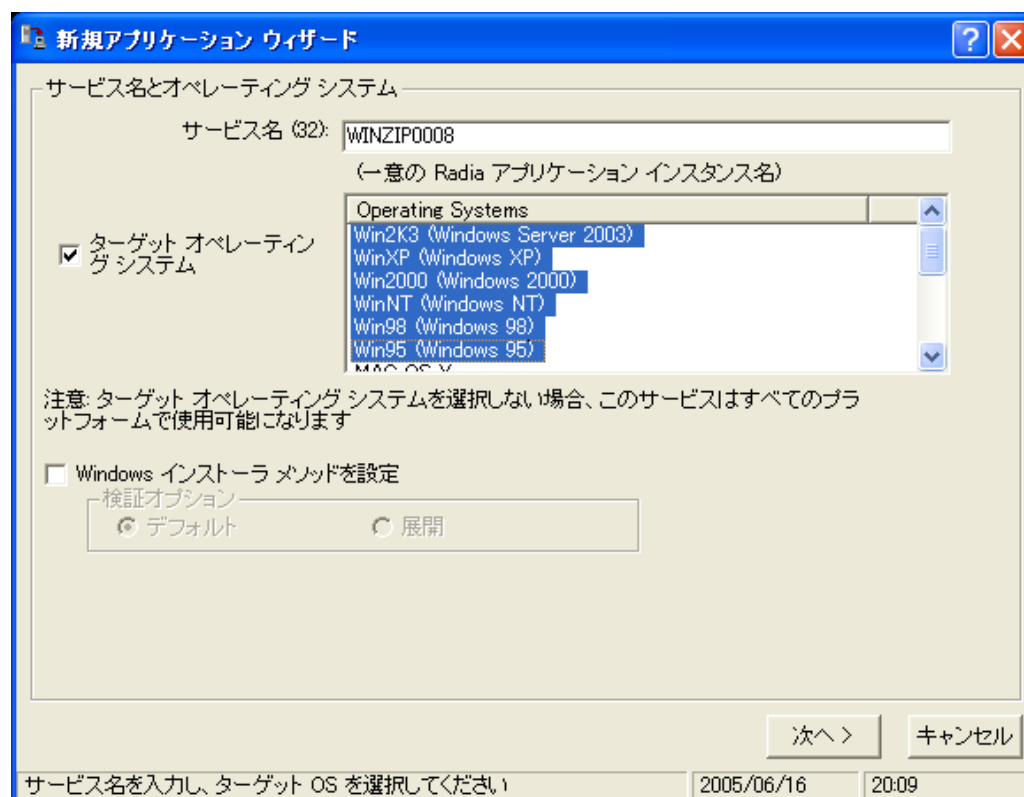 新規アプリケーション ウィザード
サービス名とオペレーティング システム
サービス名 (32):
WINZIP0008
(一意の Radia アプリケーション インスタンス名)
ターゲット オペレーティン
グ システム
Operating Systems
Win2K3 (Windows Server 2003)
WinXP (Windows XP)
Win2000 (Windows 2000)
WinNT (Windows NT)
Win98 (Windows 98)
Win95 (Windows 95)
MAC OS X
注意: ターゲット オペレーティング システムを選択しない場合、このサービスはすべてのプラ
ットフォームで使用可能になります
Windows インストーラ メソッドを設定
検証オプション
デフォルト
展開
次へ >
キャンセル
サービス名を入力し、ターゲット OS を選択してください
2005/06/16
20:09